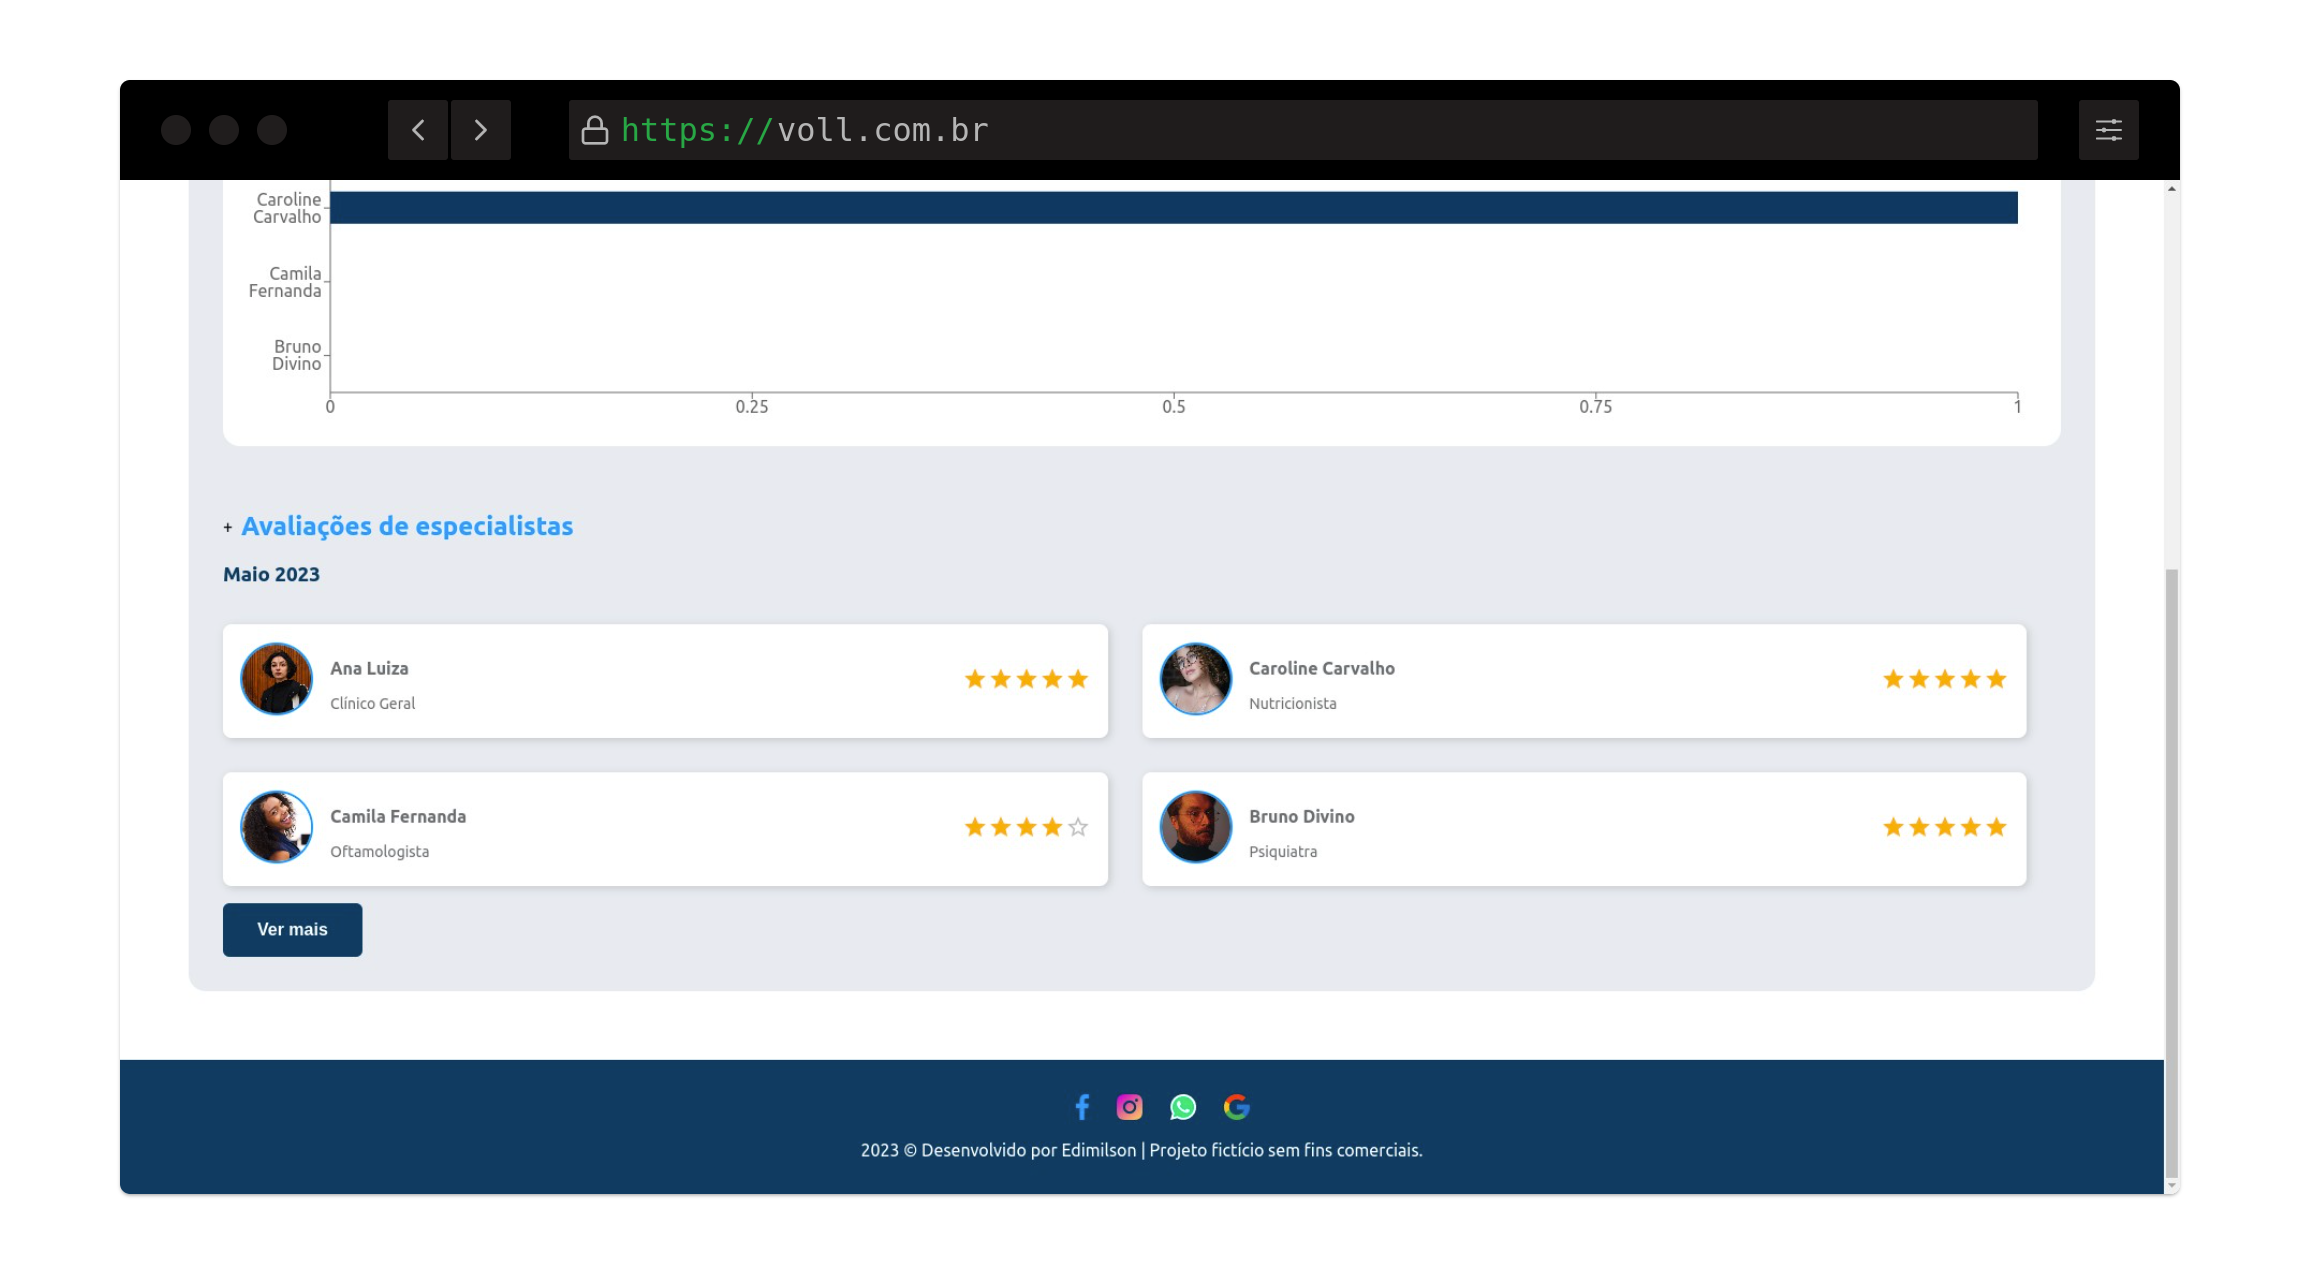 https://voll.com.br
Caroline
Carvalho
Camila
Fernanda
Bruno
Divino
0 0.25 0.5 0.75 1
+ Avaliações de especialistas
Maio 2023
Ana Luiza
Clínico Geral
Caroline Carvalho
Nutricionista
Camila Fernanda
Oftamologista
Bruno Divino
Psiquiatra
Ver mais
2023 © Desenvolvido por Edimilson | Projeto fictício sem fins comerciais.